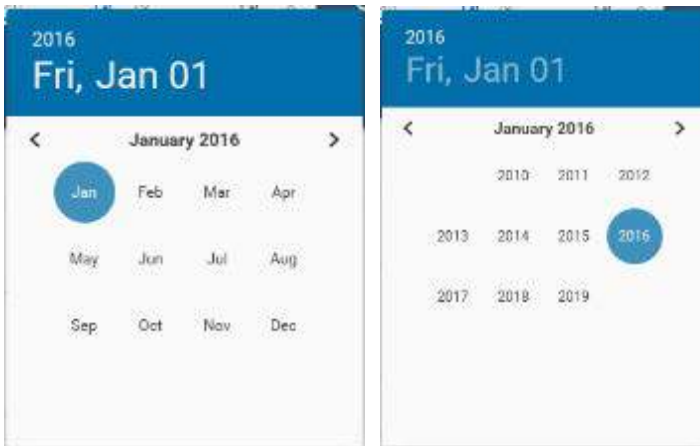 2016
Fri, Jan 01
January 2016
Jan Feb Mar Apr
May Jun Jul Aug
Sep Oct Nov Dec
2016
Fri, Jan 01
January 2016
2010 2011 2012
2013 2014 2015 2016
2017 2018 2019